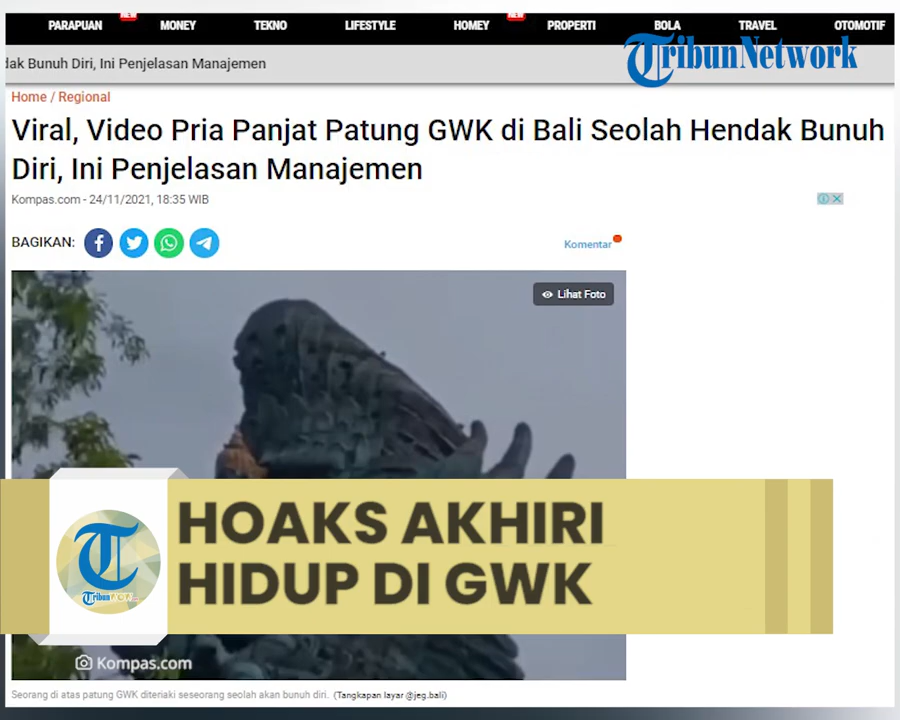 PARAPUAN NEW MONEY TEKNO LIFESTYLE HOMEY NEW PROPERTI BOLA TRAVEL OTOMOTIF
dak Bunuh Diri, Ini Penjelasan Manajemen
TribunNetwork
Home / Regional
Viral, Video Pria Panjat Patung GWK di Bali Seolah Hendak Bunuh
Diri, Ini Penjelasan Manajemen
Kompas.com - 24/11/2021, 18:35 WIB
BAGIKAN:
Komentar
Lihat Foto
HOAKS AKHIRI
HIDUP DI GWK
Tribun
Kompas.com
Seorang di atas patung GWK diteriaki seseorang seolah akan bunuh diri. (Tangkapan layar @jeg.bali)